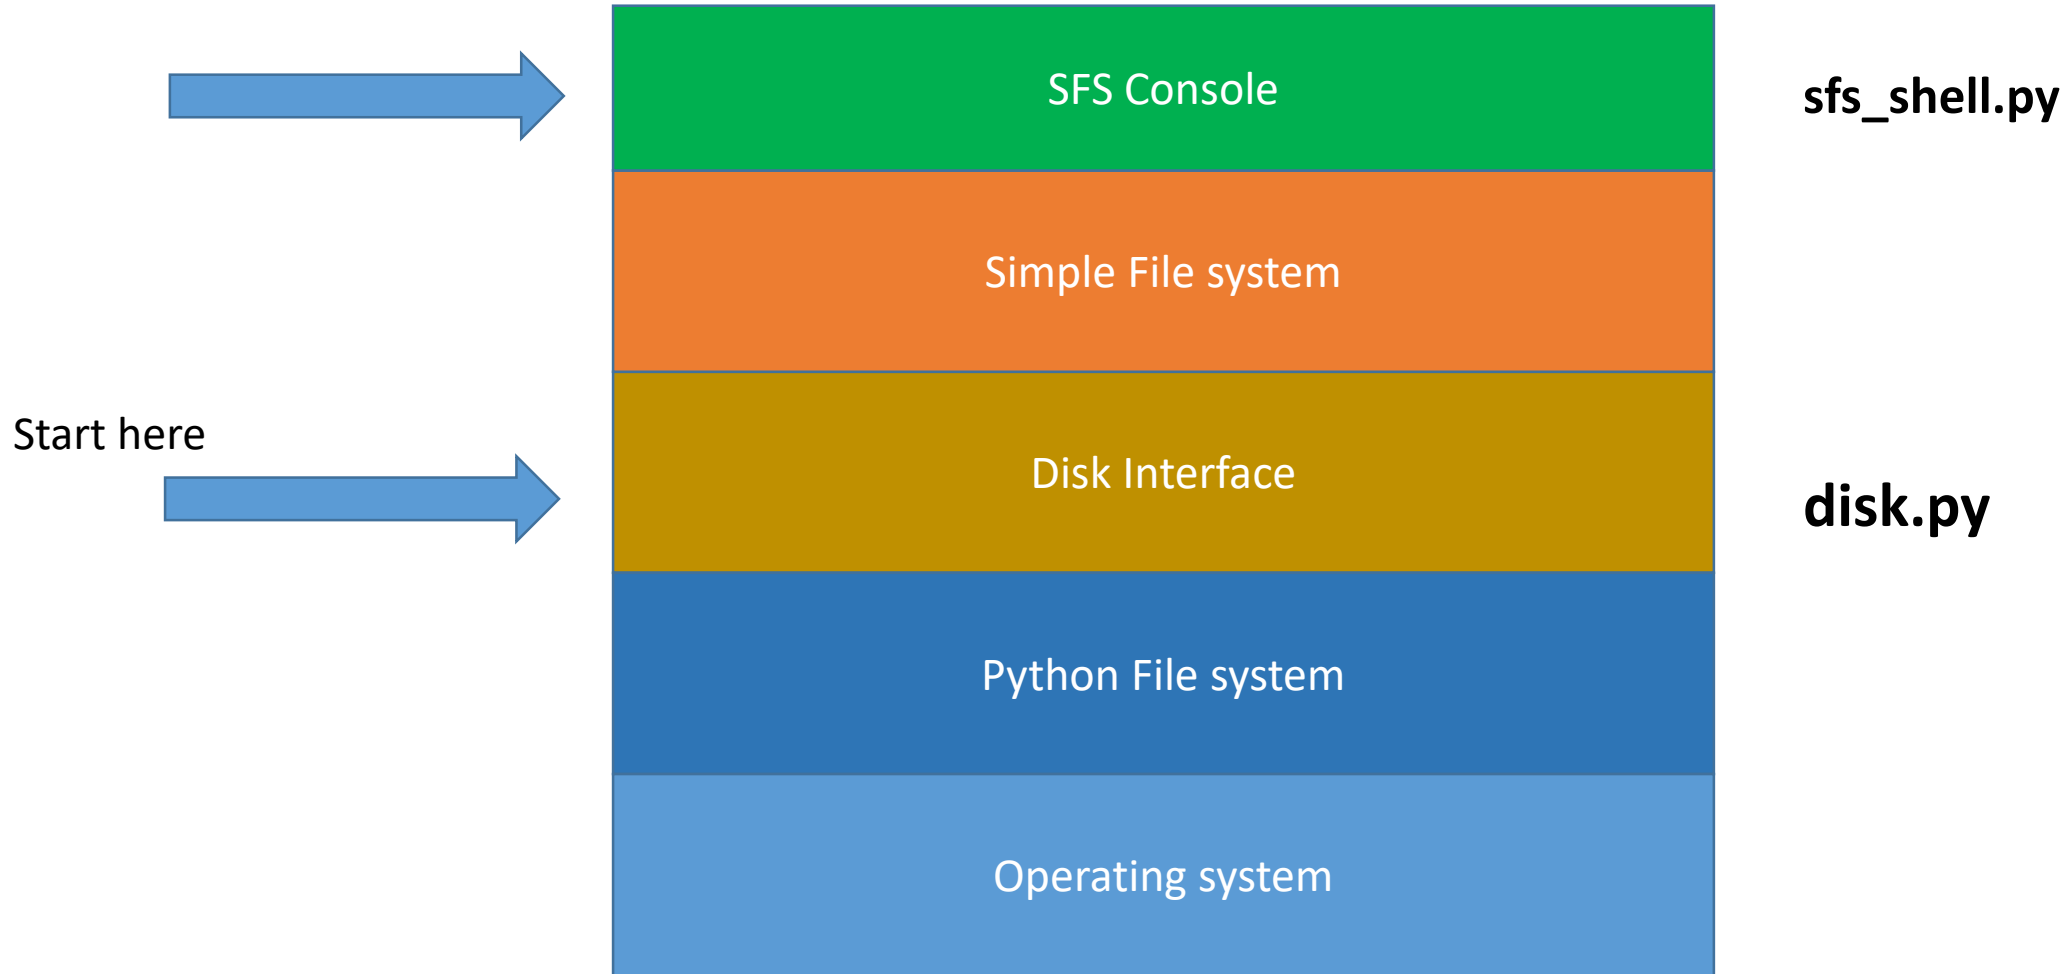 SFS Console
sfs_shell.py
Simple File system
Start here
Disk Interface
disk.py
Python File system
Operating system